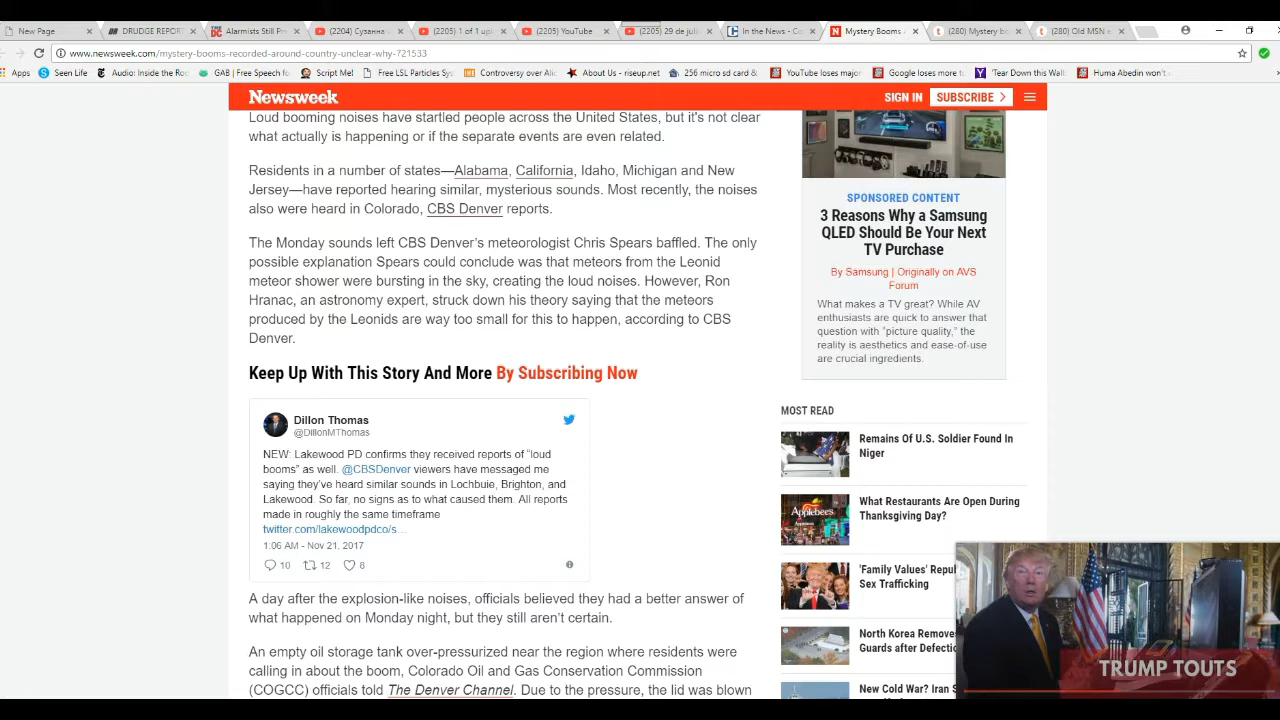 New Page
DRUDGE REPORT
Alarmists Still Pr
(2204) Сузанна
(2205) 1 of 1 upl
(2205) YouTube
(2205) 29 de juli
In the News - Co
Mystery Booms
(280) Mystery bo
(280) Old MSN e
www.newsweek.com/mystery-booms-recorded-around-country-unclear-why-721533
Apps
Seen Life
Audio: Inside the Ro
GAB | Free Speech fo
Script Me!
Free LSL Particles Sy
Controversy over Ali
About Us - riseup.net
256 micro sd card &
YouTube loses major
Google loses more
'Tear Down this Wall
Huma Abedin won't
Newsweek
SIGN IN
SUBSCRIBE >
Loud booming noises have startled people across the United States, but it's not clear
what actually is happening or if the separate events are even related.
Residents in a number of states—Alabama, California, Idaho, Michigan and New
Jersey—have reported hearing similar, mysterious sounds. Most recently, the noises
also were heard in Colorado, CBS Denver reports.
The Monday sounds left CBS Denver's meteorologist Chris Spears baffled. The only
possible explanation Spears could conclude was that meteors from the Leonid
meteor shower were bursting in the sky, creating the loud noises. However, Ron
Hranac, an astronomy expert, struck down his theory saying that the meteors
produced by the Leonids are way too small for this to happen, according to CBS
Denver.
Keep Up With This Story And More By Subscribing Now
Dillon Thomas
@DillonMThomas
NEW: Lakewood PD confirms they received reports of “loud
booms” as well. @CBSDenver viewers have messaged me
saying they've heard similar sounds in Lochbuie, Brighton, and
Lakewood. So far, no signs as to what caused them. All reports
made in roughly the same timeframe
twitter.com/lakewoodpdco/s…
1:06 AM - Nov 21, 2017
10 12 8
A day after the explosion-like noises, officials believed they had a better answer of
what happened on Monday night, but they still aren't certain.
An empty oil storage tank over-pressurized near the region where residents were
calling in about the boom, Colorado Oil and Gas Conservation Commission
(COGCC) officials told The Denver Channel. Due to the pressure, the lid was blown
SPONSORED CONTENT
3 Reasons Why a Samsung
QLED Should Be Your Next
TV Purchase
By Samsung | Originally on AVS
Forum
What makes a TV great? While AV
enthusiasts are quick to answer that
question with “picture quality,” the
reality is aesthetics and ease-of-use
are crucial ingredients.
MOST READ
Remains Of U.S. Soldier Found In
Niger
Applebee's
What Restaurants Are Open During
Thanksgiving Day?
'Family Values' Repu
Sex Trafficking
North Korea Remove
Guards after Defectio
New Cold War? Iran S
TRUMP TOUTS